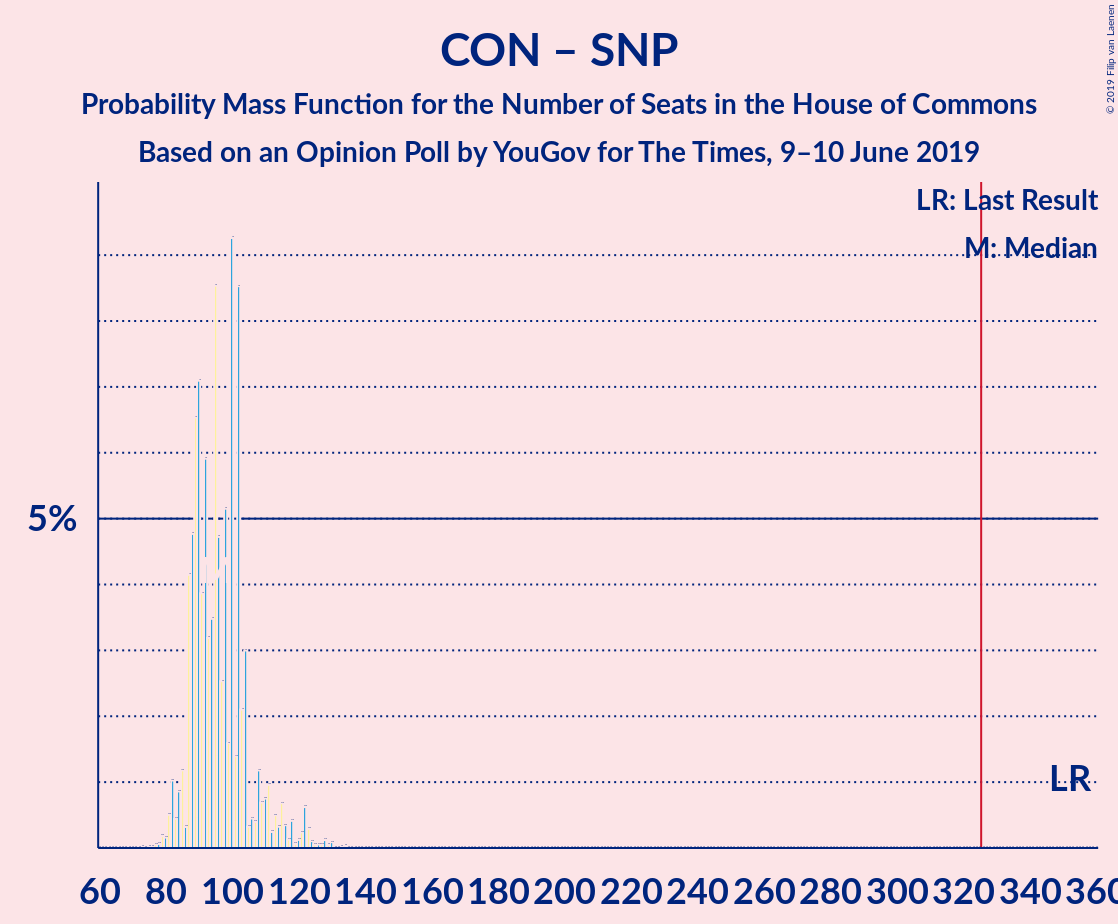 CON – SNP
Probability Mass Function for the Number of Seats in the House of Commons
Based on an Opinion Poll by YouGov for The Times, 9–10 June 2019
© 2019 Filip van Laenen
LR: Last Result
M: Median
5%
LR
60 80 100 120 140 160 180 200 220 240 260 280 300 320 340 360